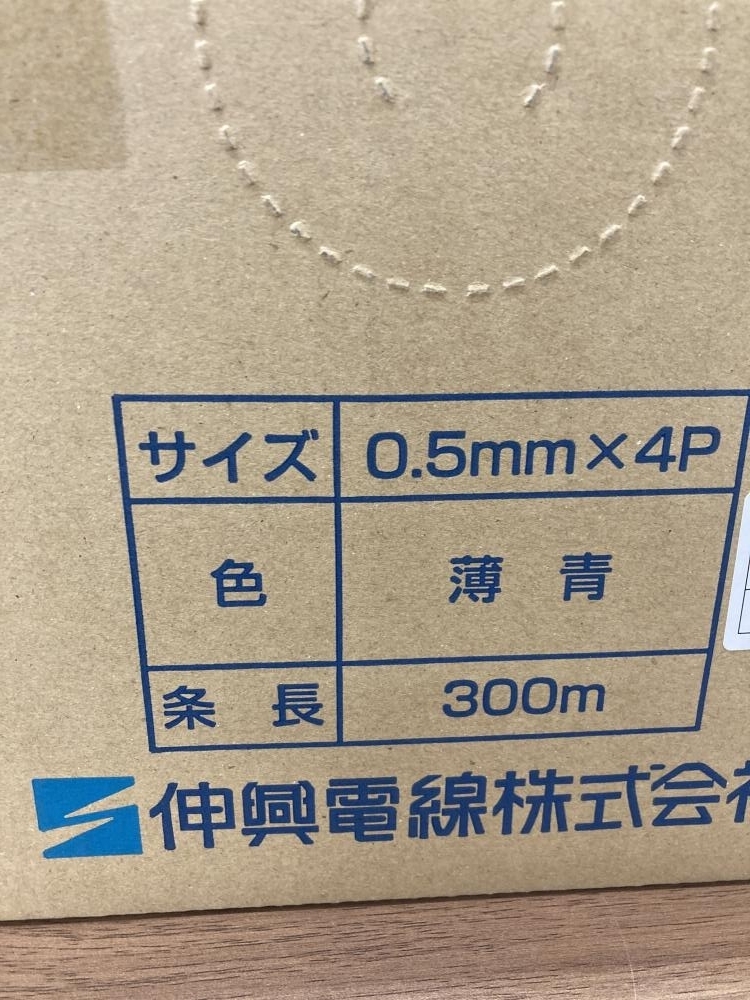 サイズ 0.5mm×4P
色 薄青
条長 300m
伸興電線株式会